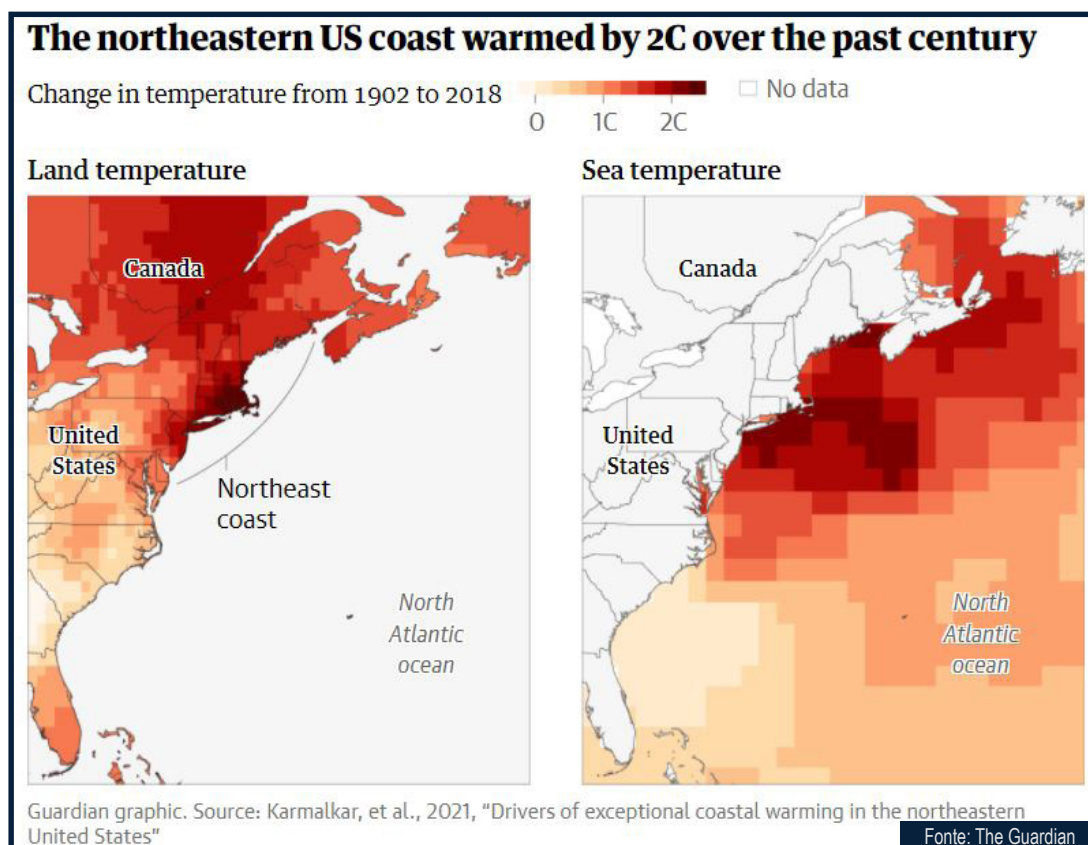 The northeastern US coast warmed by 2C over the past century
Change in temperature from 1902 to 2018
No data
0
1C
2C
Land temperature
Canada
United
States
Northeast
coast
North
Atlantic
ocean
Sea temperature
Canada
United
States
North
Atlantic
ocean
Guardian graphic. Source: Karmalkar, et al., 2021, “Drivers of exceptional coastal warming in the northeastern
United States”
Fonte: The Guardian